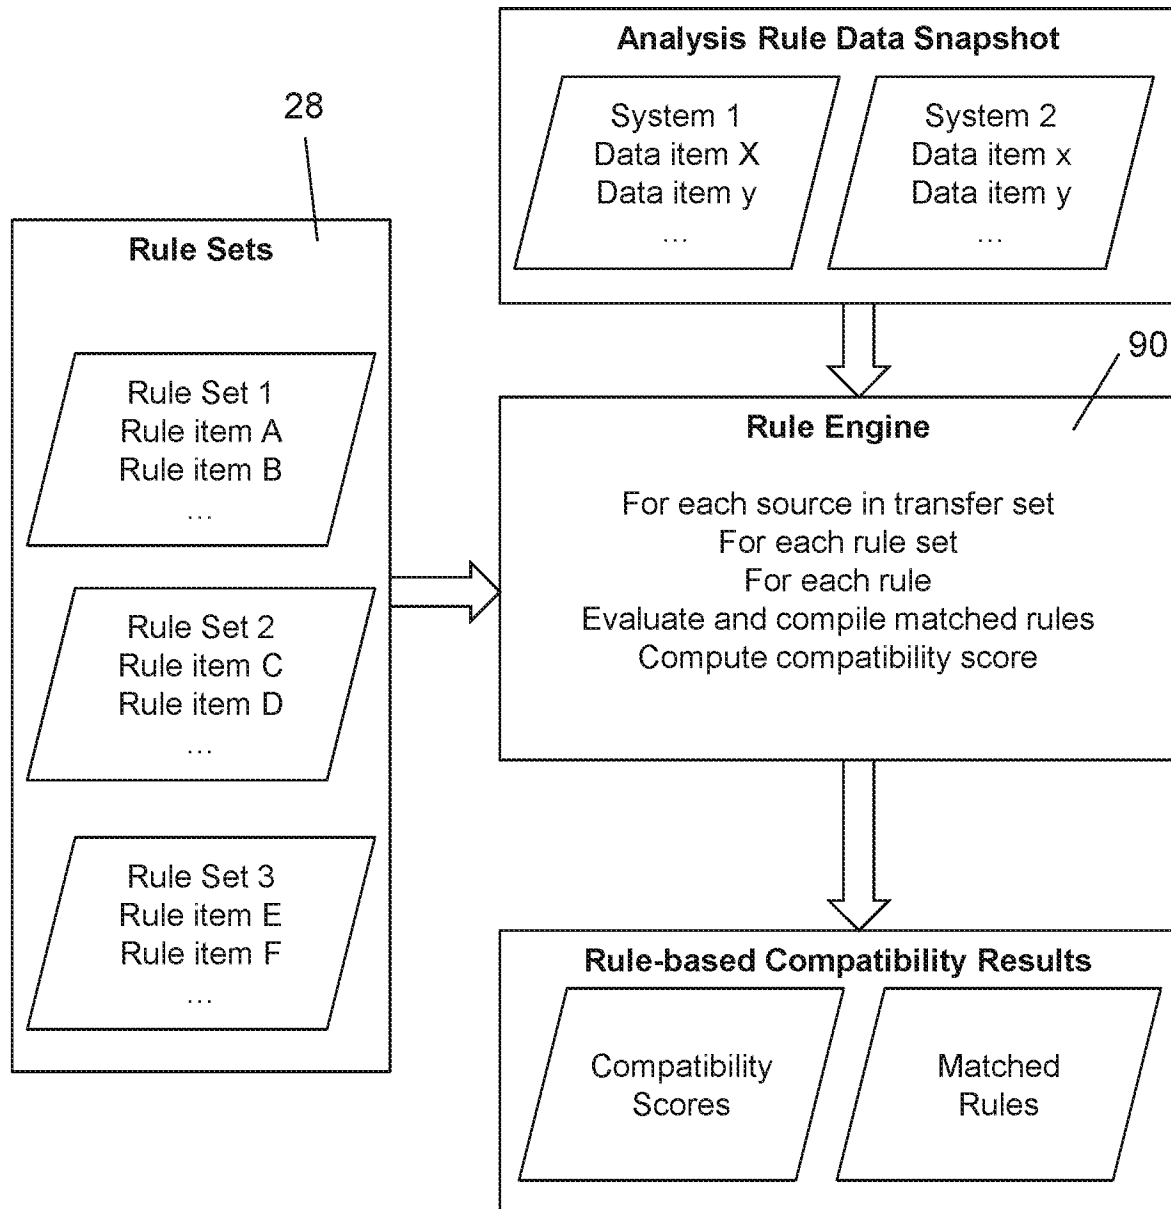 Analysis Rule Data Snapshot
System 1
Data item X
Data item y
...
System 2
Data item x
Data item y
...
28
Rule Sets
Rule Set 1
Rule item A
Rule item B
...
Rule Set 2
Rule item C
Rule item D
...
Rule Set 3
Rule item E
Rule item F
...
90
Rule Engine
For each source in transfer set
For each rule set
For each rule
Evaluate and compile matched rules
Compute compatibility score
Rule-based Compatibility Results
Compatibility
Scores
Matched
Rules